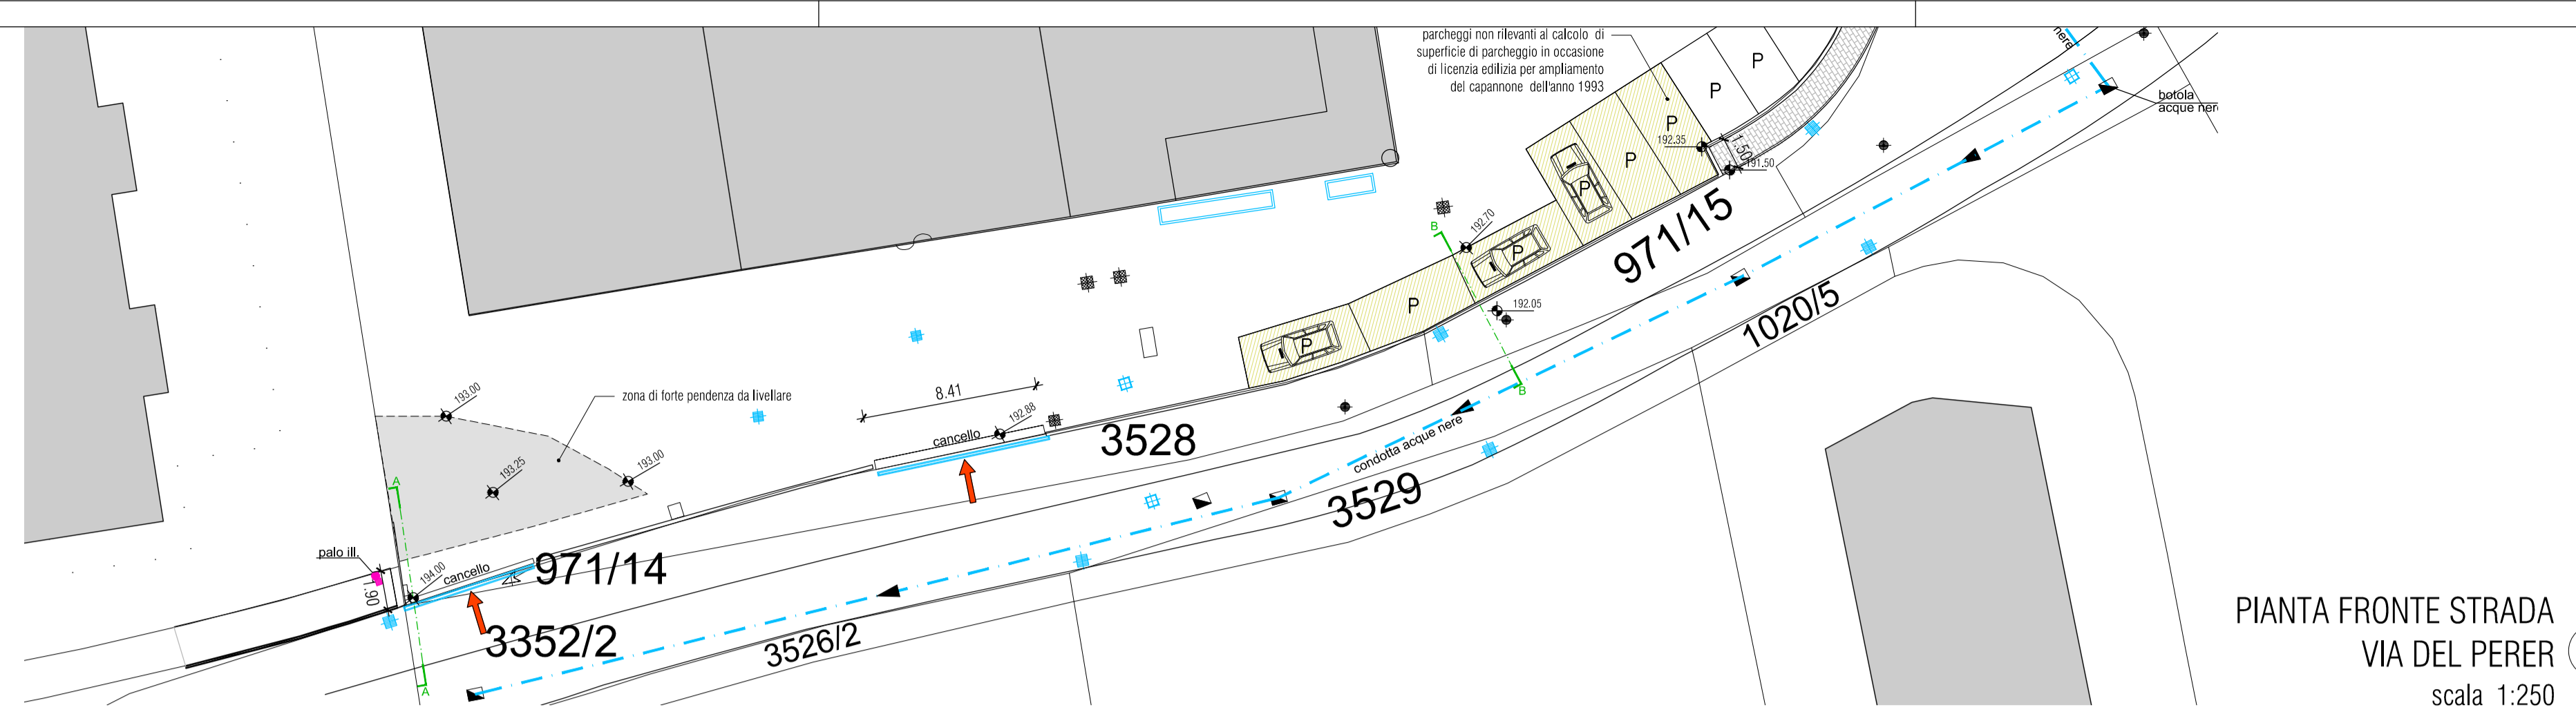 parcheggi non rilevanti al calcolo di
superficie di parcheggio in occasione
di licenzia edilizia per ampliamento
del capannone dell'anno 1993
P
P
P
P
P
P
P
P
192.35
1.50
191.50
nere
botola
971/15
B
192.70
192.05
B
1020/5
zona di forte pendenza da livellare
193.00
193.25
193.00
8.41
192.88
cancello
3528
condotta acque nere
3529
A
palo ill.
1.90
194.00
cancello
971/14
3352/2
A
3526/2
acque
PIANTA FRONTE STRADA
VIA DEL PERER
scala 1:250